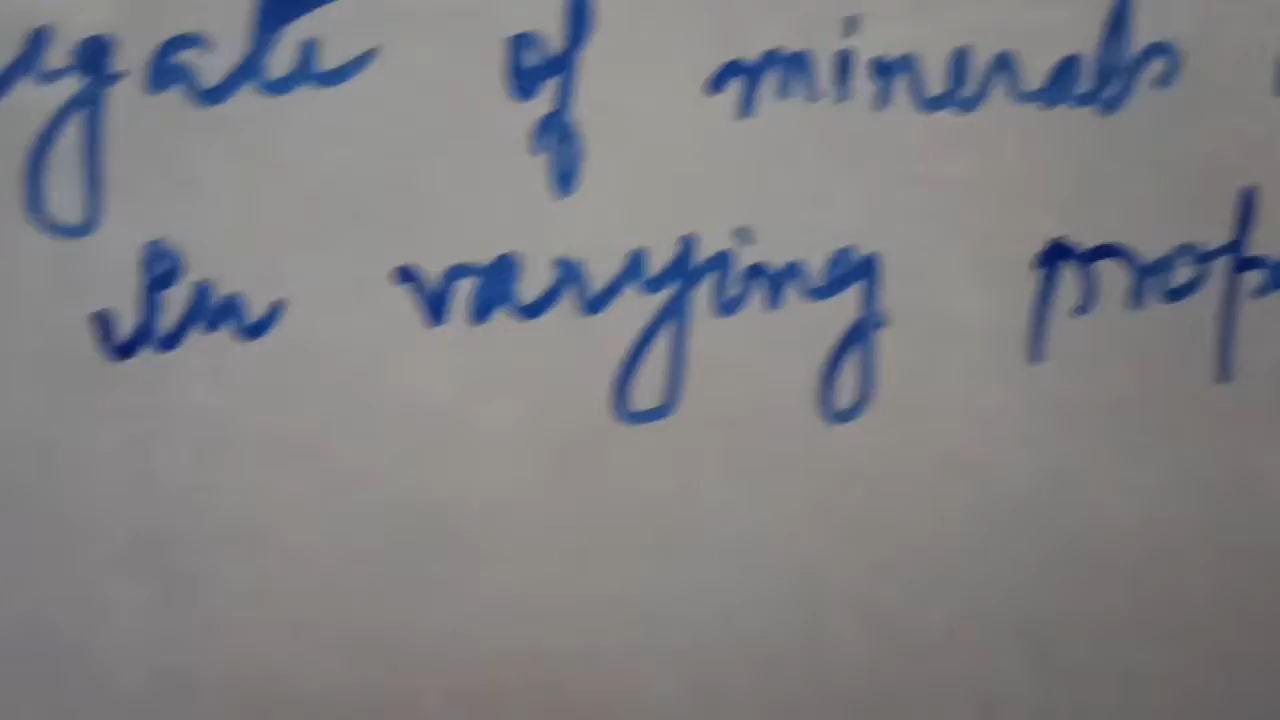 gate of minerals
In varying prop